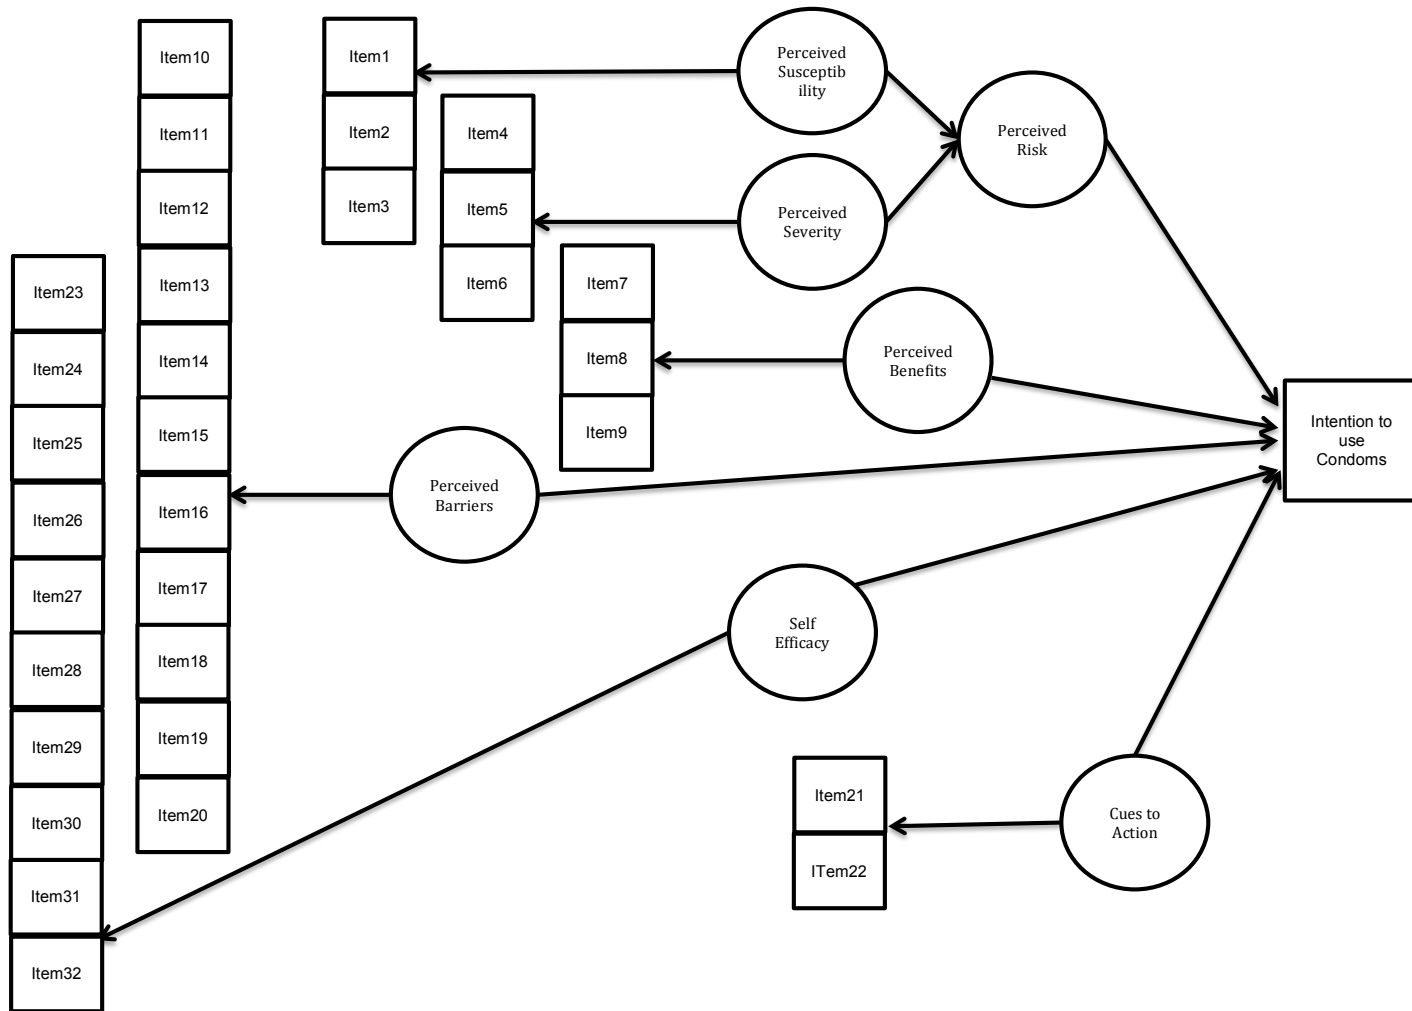 Item10
Item11
Item12
Item13
Item14
Item15
Item16
Item17
Item18
Item19
Item20
Item23
Item24
Item25
Item26
Item27
Item28
Item29
Item30
Item31
Item32
Item1
Item2
Item3
Item4
Item5
Item6
Item7
Item8
Item9
Perceived
Susceptib
ility
Perceived
Severity
Perceived
Risk
Perceived
Benefits
Perceived
Barriers
Self
Efficacy
Item21
ITem22
Cues to
Action
Intention to
use
Condoms